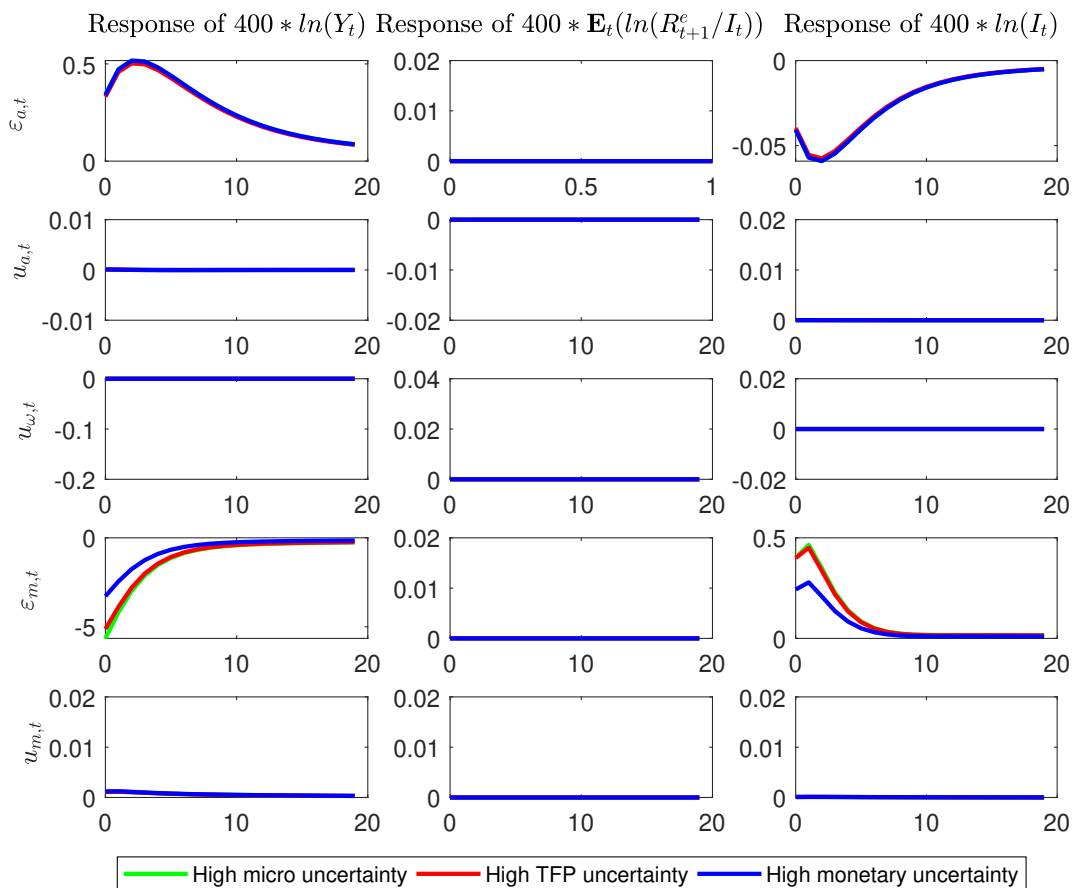 Response of 400 ∗ ln(Y_t) Response of 400 ∗ E_t(ln(R^e_{t+1}/I_t)) Response of 400 ∗ ln(I_t)
ε_{a,t}
0.5
0
0 10 20
0.02
0.01
0
0 0.5 1
0
-0.05
0 10 20
u_{a,t}
0.01
0
-0.01
0 10 20
0
-0.01
-0.02
0 10 20
0.02
0.01
0
0 10 20
u_{ω,t}
0
-0.1
-0.2
0 10 20
0.04
0.02
0
0 10 20
0.02
0
-0.02
0 10 20
ε_{m,t}
0
-5
0 10 20
0.02
0.01
0
0 10 20
0.5
0
0 10 20
u_{m,t}
0.02
0.01
0
0 10 20
0.02
0.01
0
0 10 20
0.02
0.01
0
0 10 20
High micro uncertainty High TFP uncertainty High monetary uncertainty